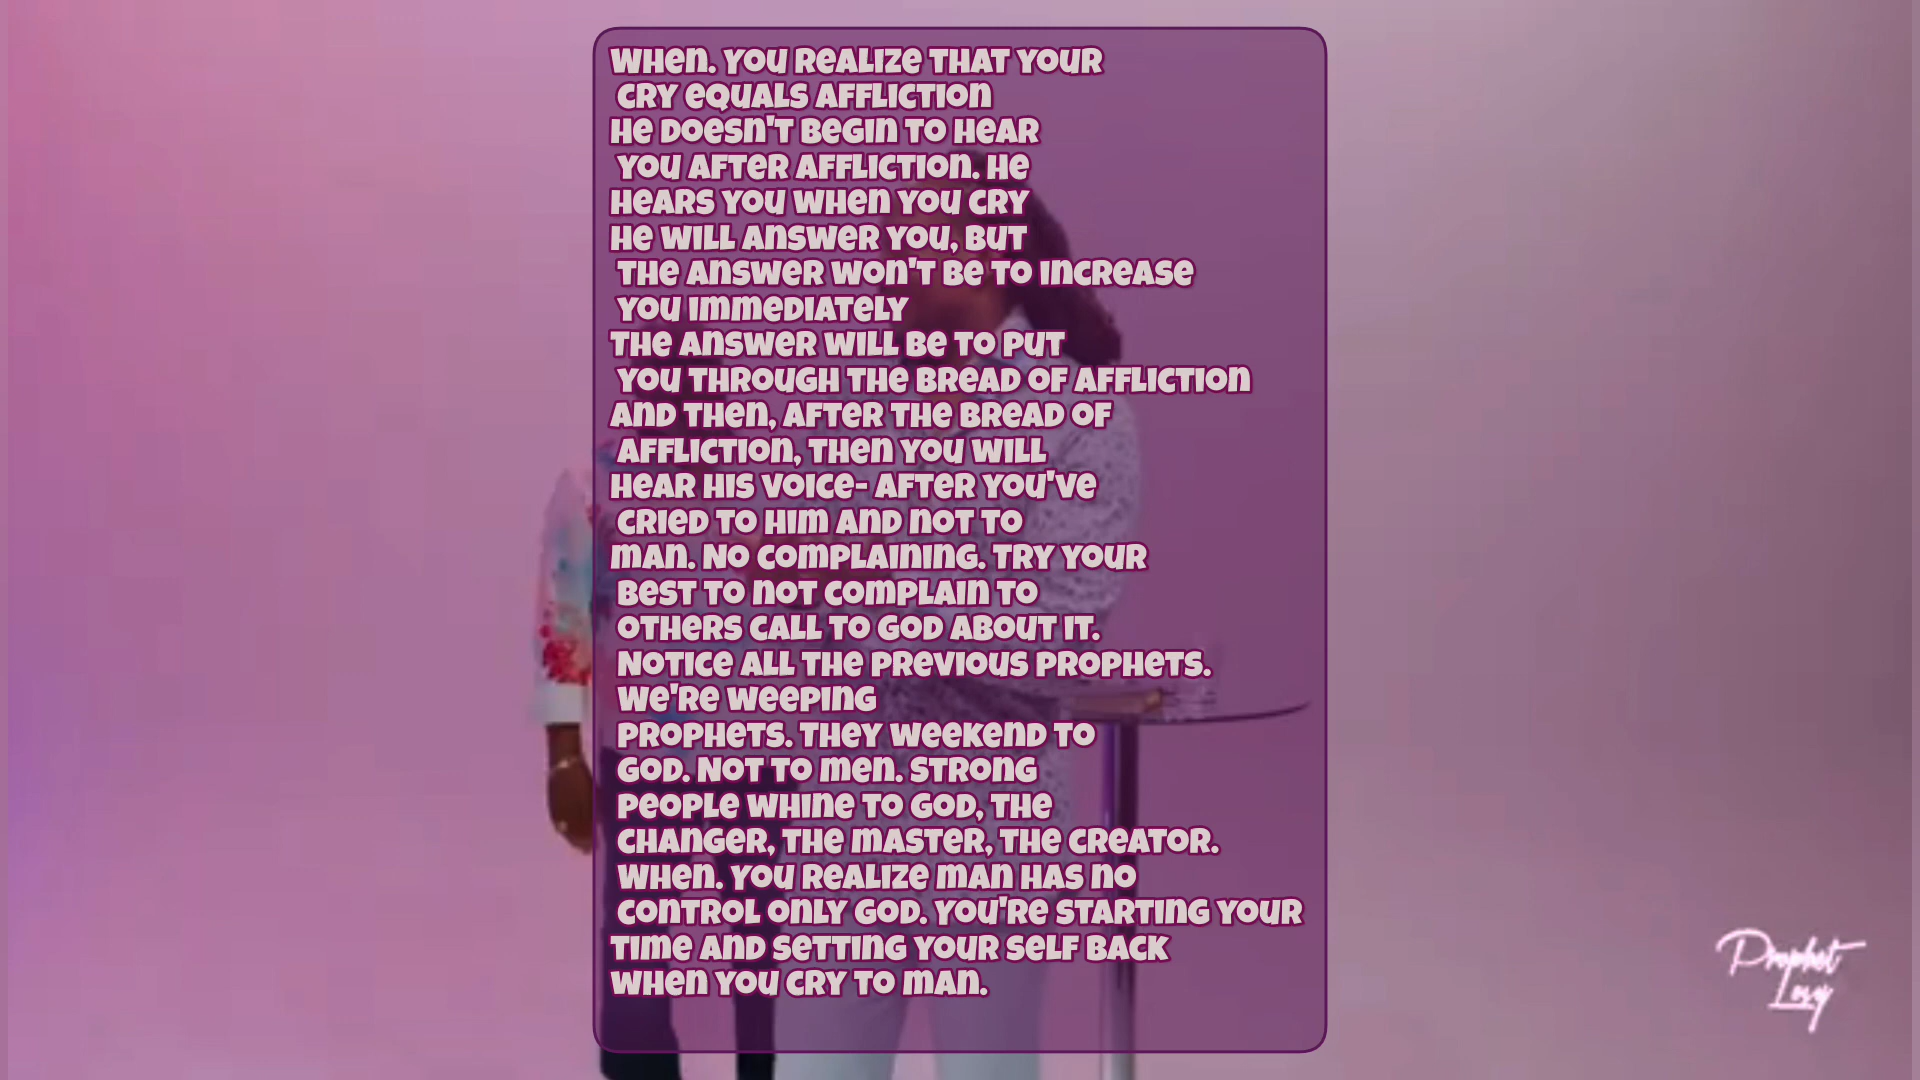 When. You realize that your
cry equals affliction
He doesn't begin to hear
you after affliction. He
hears you when you cry
He will answer you, but
the answer won't be to increase
you immediately
The answer will be to put
you through the bread of affliction
And then, after the bread of
affliction, then you will
hear His voice- after you've
cried to Him and not to
man. No complaining. Try your
best to not complain to
others call to God about it.
Notice all the previous prophets.
We're weeping
prophets. They weekend to
God. Not to men. Strong
people whine to God, the
changer, the master, the creator.
When. You realize man has no
control only God. You're starting your
time and setting your self back
when you cry to man.
Prophet
Lovy